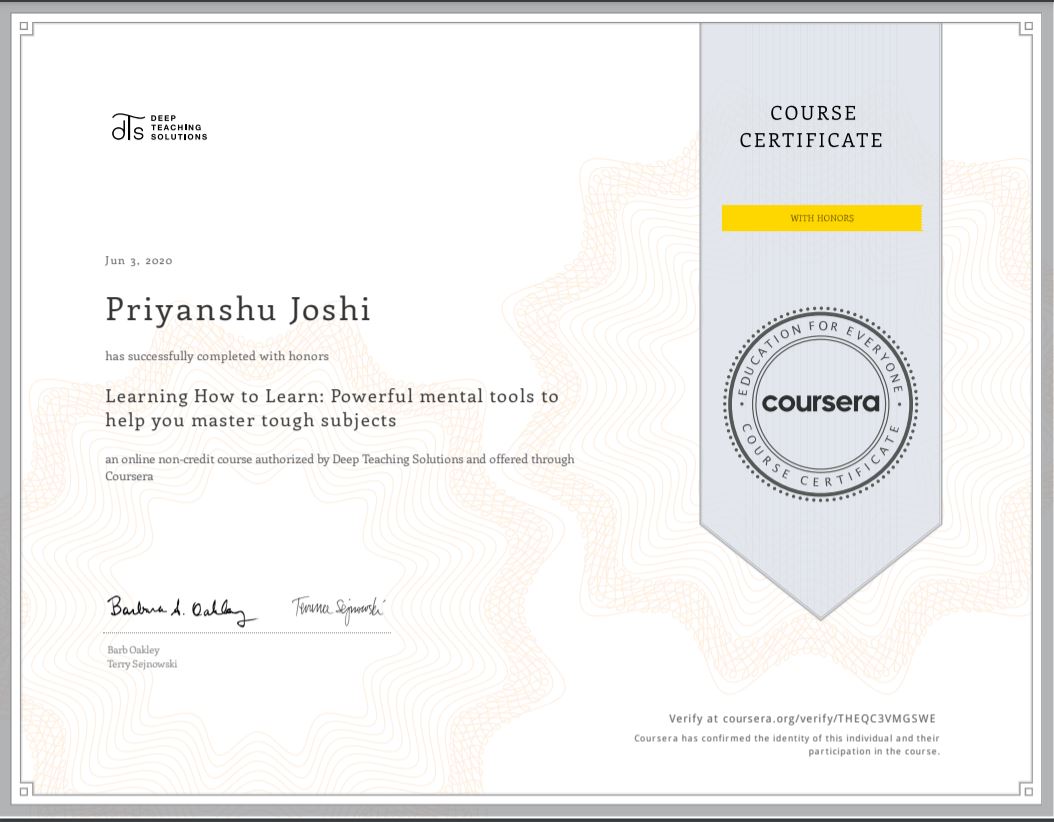 DEEP
TEACHING
SOLUTIONS
COURSE
CERTIFICATE
WITH HONORS
Jun 3, 2020
Priyanshu Joshi
has successfully completed with honors
Learning How to Learn: Powerful mental tools to
help you master tough subjects
an online non-credit course authorized by Deep Teaching Solutions and offered through
Coursera
EDUCATION FOR EVERYONE
coursera
COURSE CERTIFICATE
Barbara A. Oakley
Terrence Sejnowski
Barb Oakley
Terry Sejnowski
Verify at coursera.org/verify/THEQC3VMGSWE
Coursera has confirmed the identity of this individual and their
participation in the course.